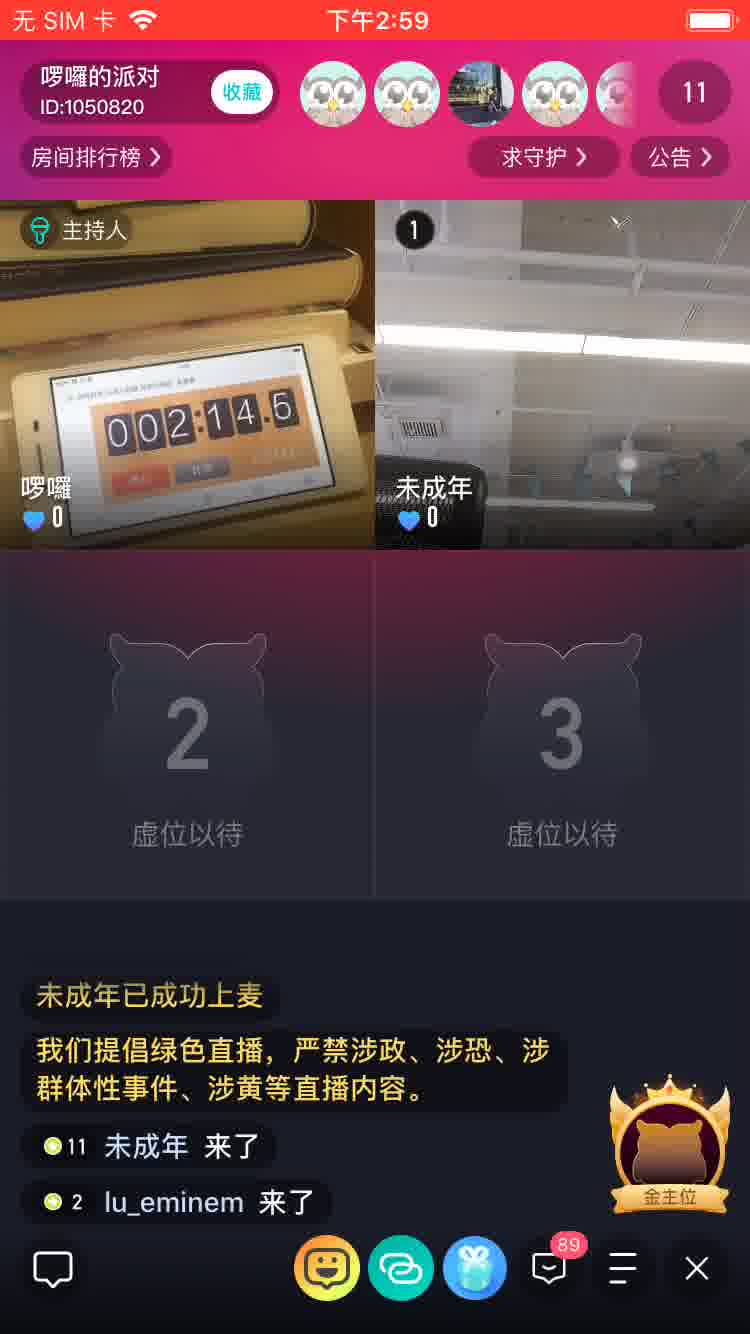 无 SIM 卡
下午2:59
啰囉的派对
ID:1050820
收藏
11
房间排行榜
求守护
公告
主持人
1
002:14.5
啰囉
0
未成年
0
2
虚位以待
3
虚位以待
未成年已成功上麦
我们提倡绿色直播，严禁涉政、涉恐、涉
群体性事件、涉黄等直播内容。
11 未成年 来了
2 lu_eminem 来了
金主位
89